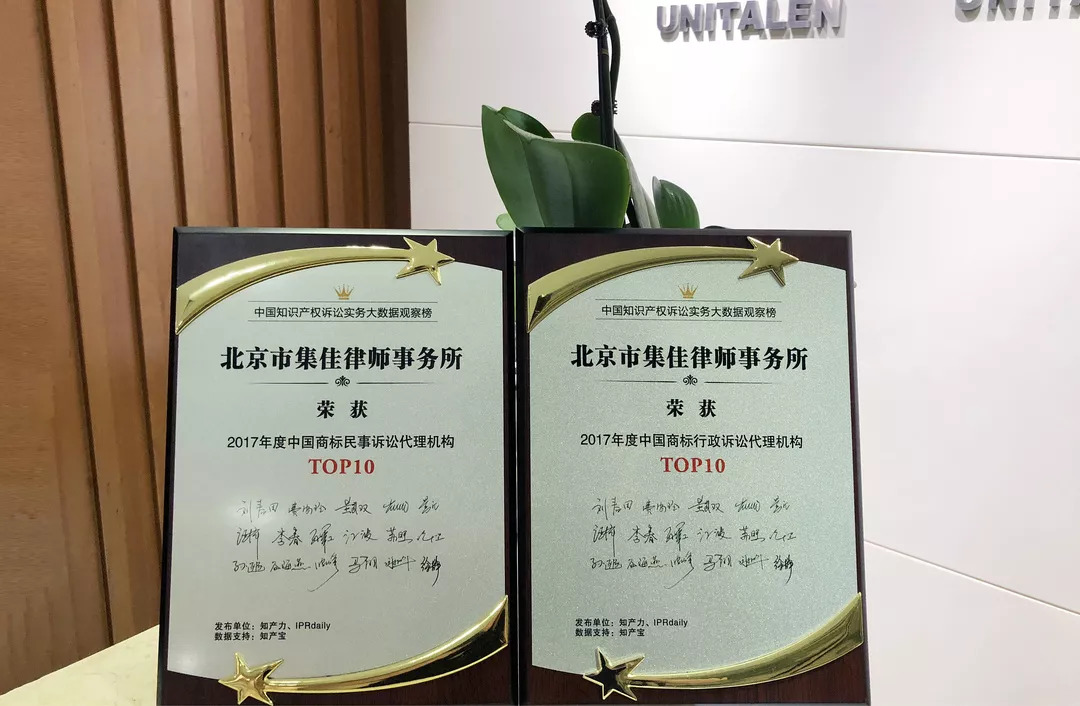 UNITALEN
UNITAL
中国知识产权诉讼实务大数据观察榜
北京市集佳律师事务所
荣 获
2017年度中国商标民事诉讼代理机构
TOP10
发布单位：知产力、IPRdaily
数据支持：知产宝
中国知识产权诉讼实务大数据观察榜
北京市集佳律师事务所
荣 获
2017年度中国商标行政诉讼代理机构
TOP10
发布单位：知产力、IPRdaily
数据支持：知产宝